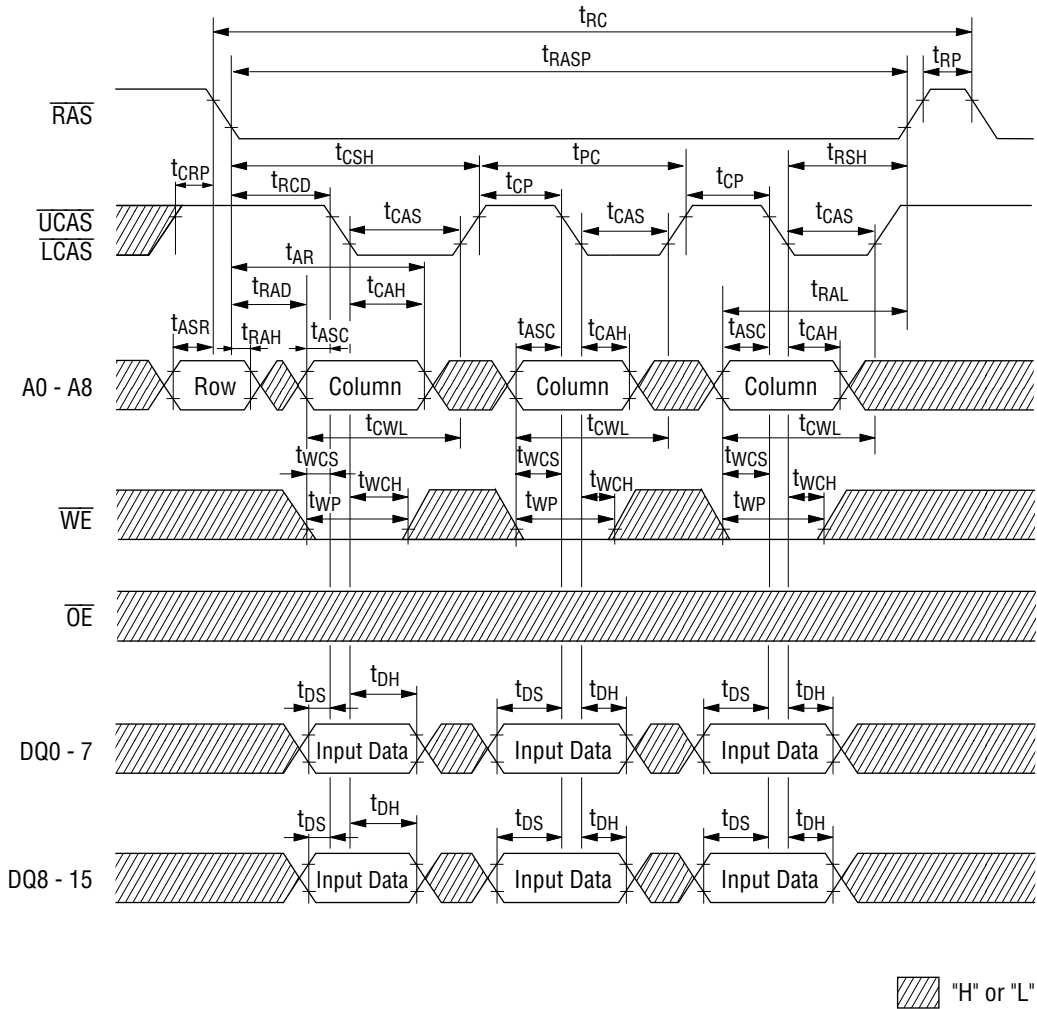 tRC
tRASP
tRP
RAS
tCSH
tPC
tRSH
tCRP
tRCD
tCP
tCP
UCAS
LCAS
tCAS
tCAS
tCAS
tAR
tRAD
tCAH
tRAL
tASR
tRAH
tASC
tASC
tCAH
tASC
tCAH
A0 - A8
Row
Column
Column
Column
tCWL
tCWL
tCWL
tWCS
tWCS
tWCS
tWCH
tWCH
tWCH
WE
tWP
tWP
tWP
OE
tDS
tDH
tDS
tDH
tDS
tDH
DQ0 - 7
Input Data
Input Data
Input Data
tDS
tDH
tDS
tDH
tDS
tDH
DQ8 - 15
Input Data
Input Data
Input Data
"H" or "L"